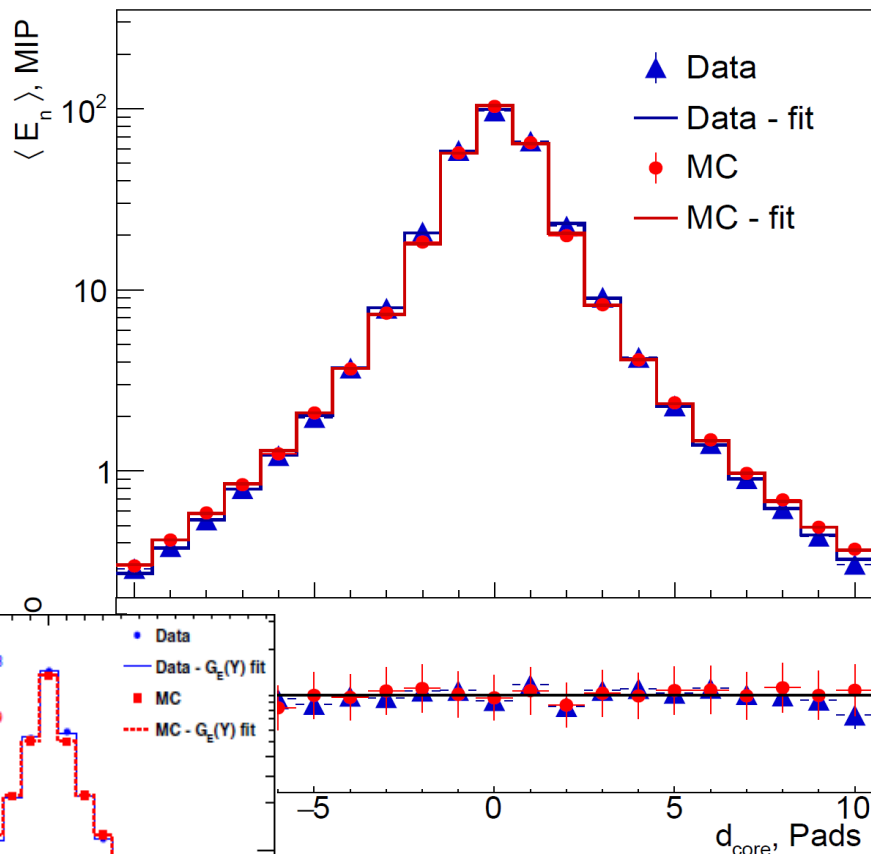 ⟨ E_n ⟩, MIP
10^2
10
1
▲ Data
— Data - fit
● MC
— MC - fit
Data
Data - G_E(Y) fit
MC
MC - G_E(Y) fit
−5 0 5 10
d_core, Pads